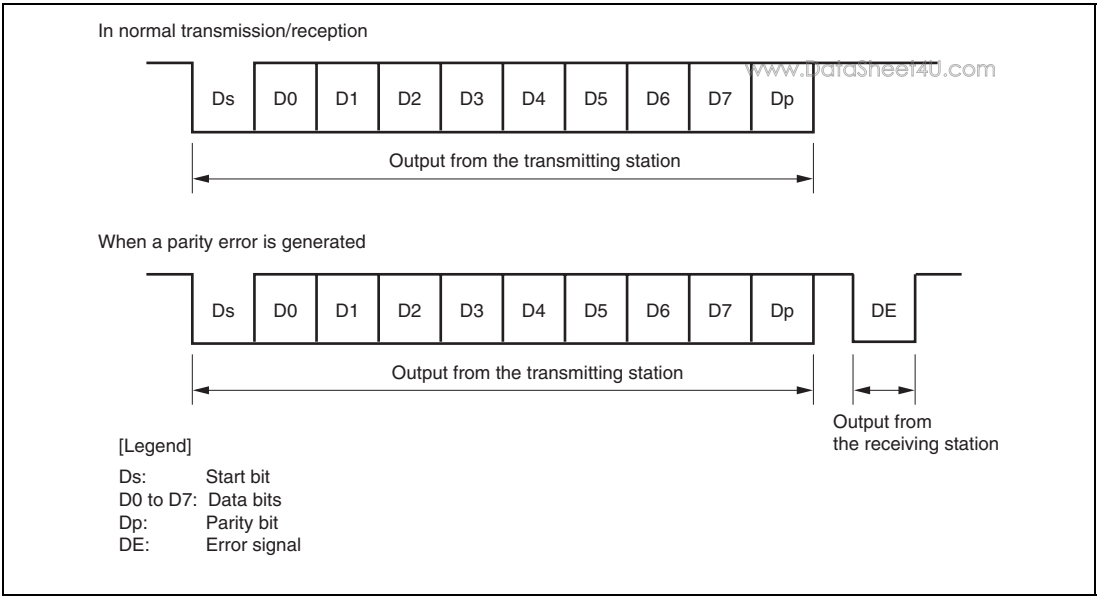 In normal transmission/reception
www.DataSheet4U.com
Ds D0 D1 D2 D3 D4 D5 D6 D7 Dp
Output from the transmitting station
When a parity error is generated
Ds D0 D1 D2 D3 D4 D5 D6 D7 Dp DE
Output from the transmitting station
Output from
the receiving station
[Legend]
Ds: Start bit
D0 to D7: Data bits
Dp: Parity bit
DE: Error signal